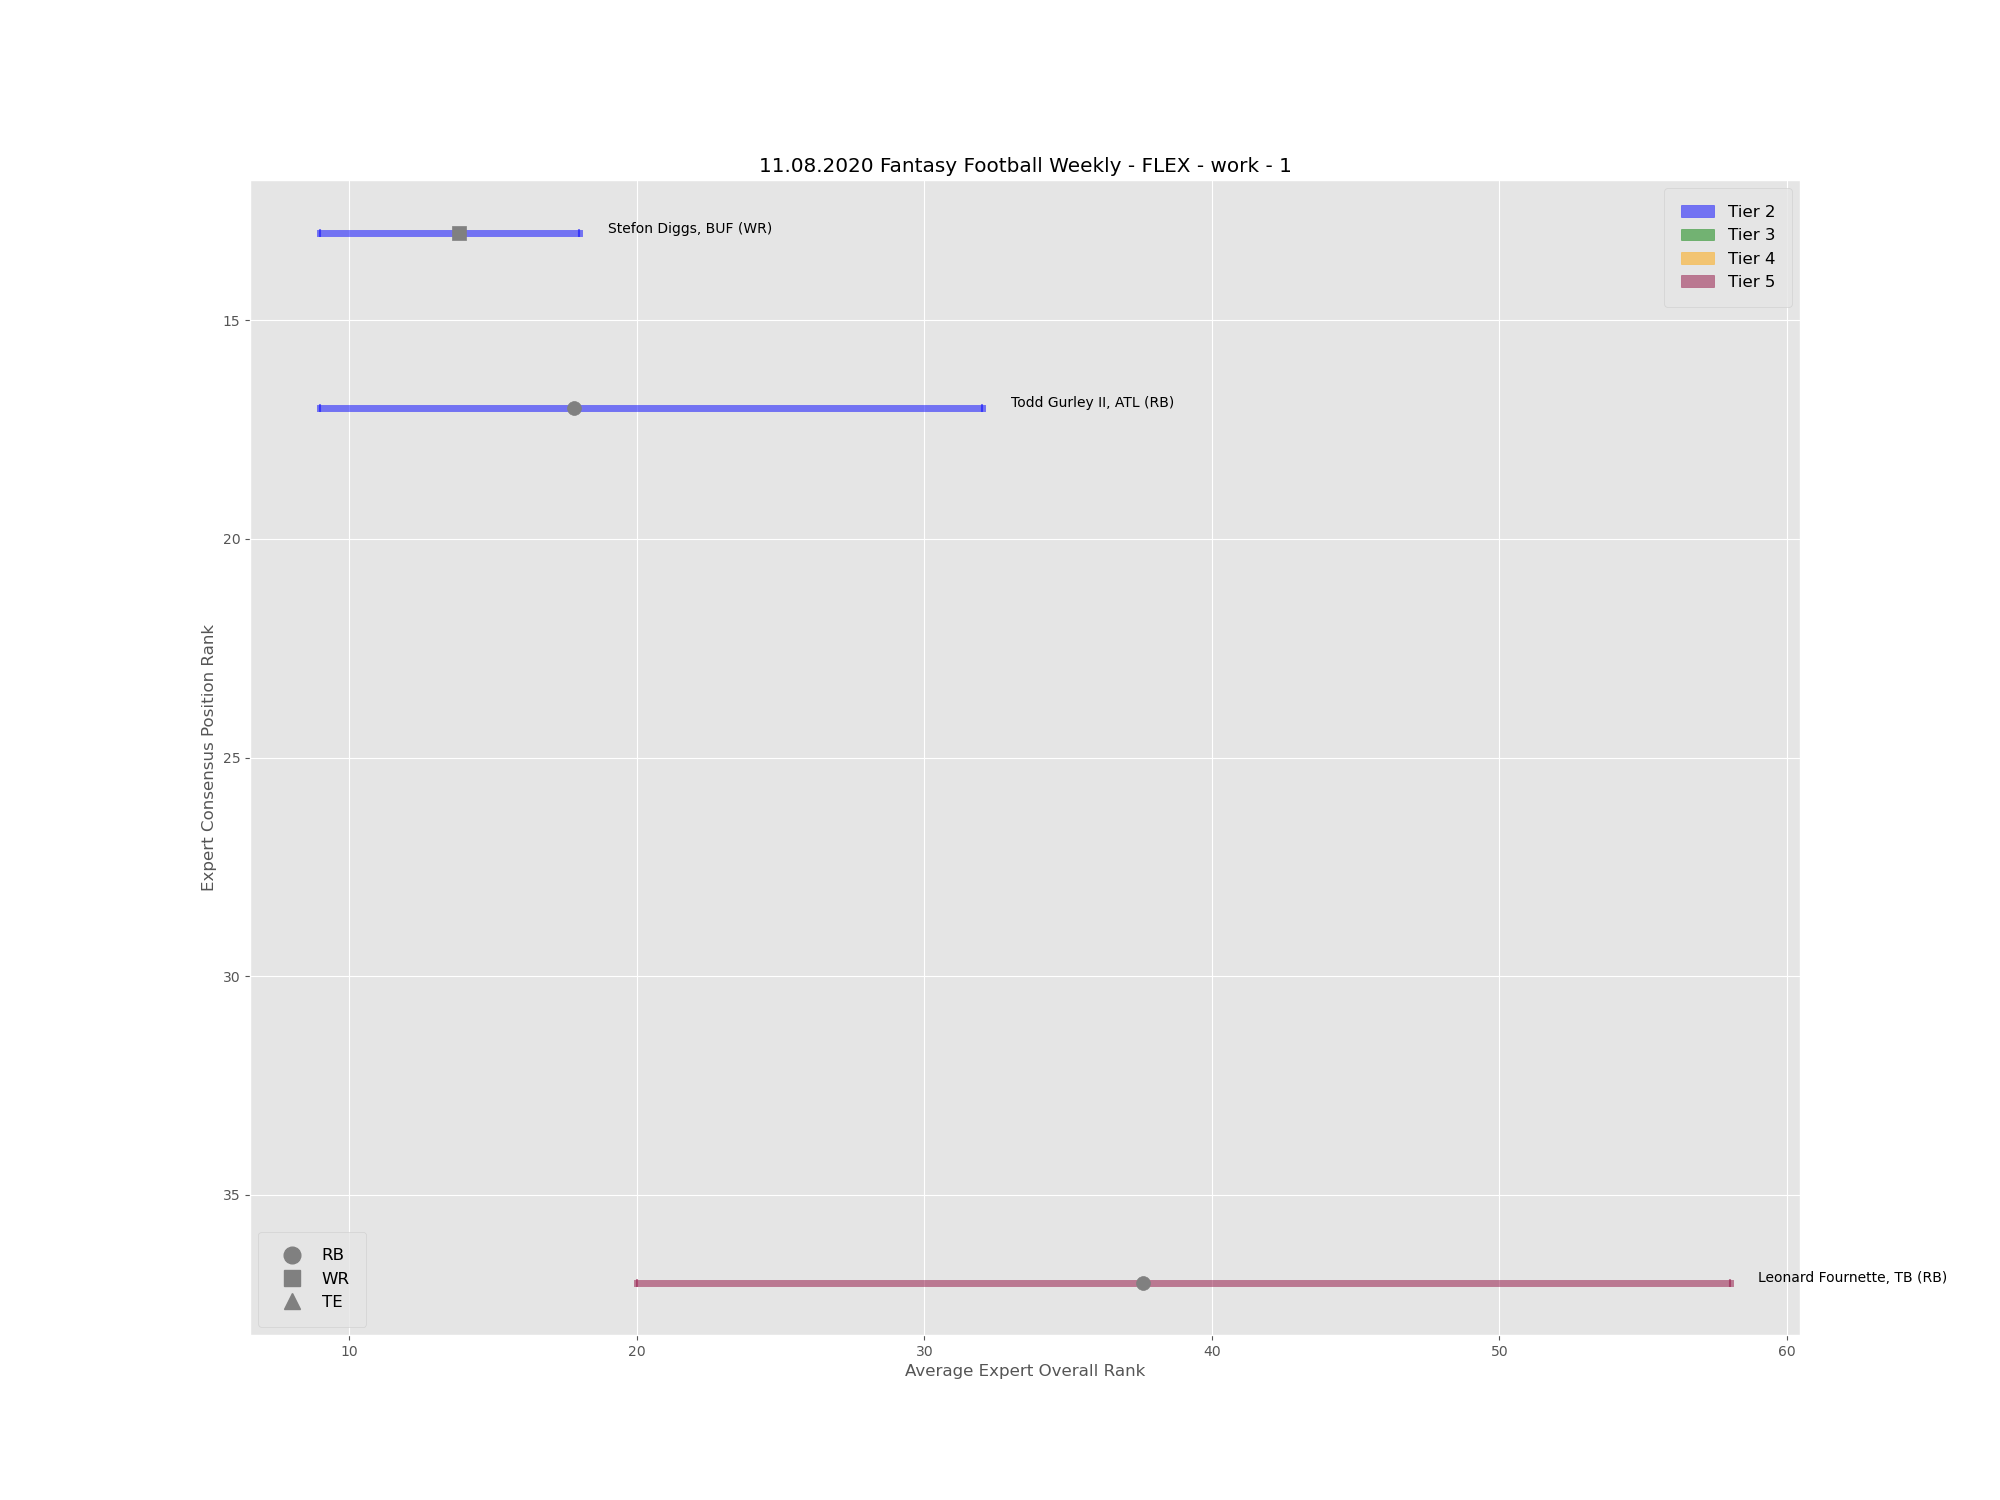 11.08.2020 Fantasy Football Weekly - FLEX - work - 1
Stefon Diggs, BUF (WR)
Todd Gurley II, ATL (RB)
Leonard Fournette, TB (RB)
Tier 2
Tier 3
Tier 4
Tier 5
RB
WR
TE
Expert Consensus Position Rank
15
20
25
30
35
10
20
30
40
50
60
Average Expert Overall Rank